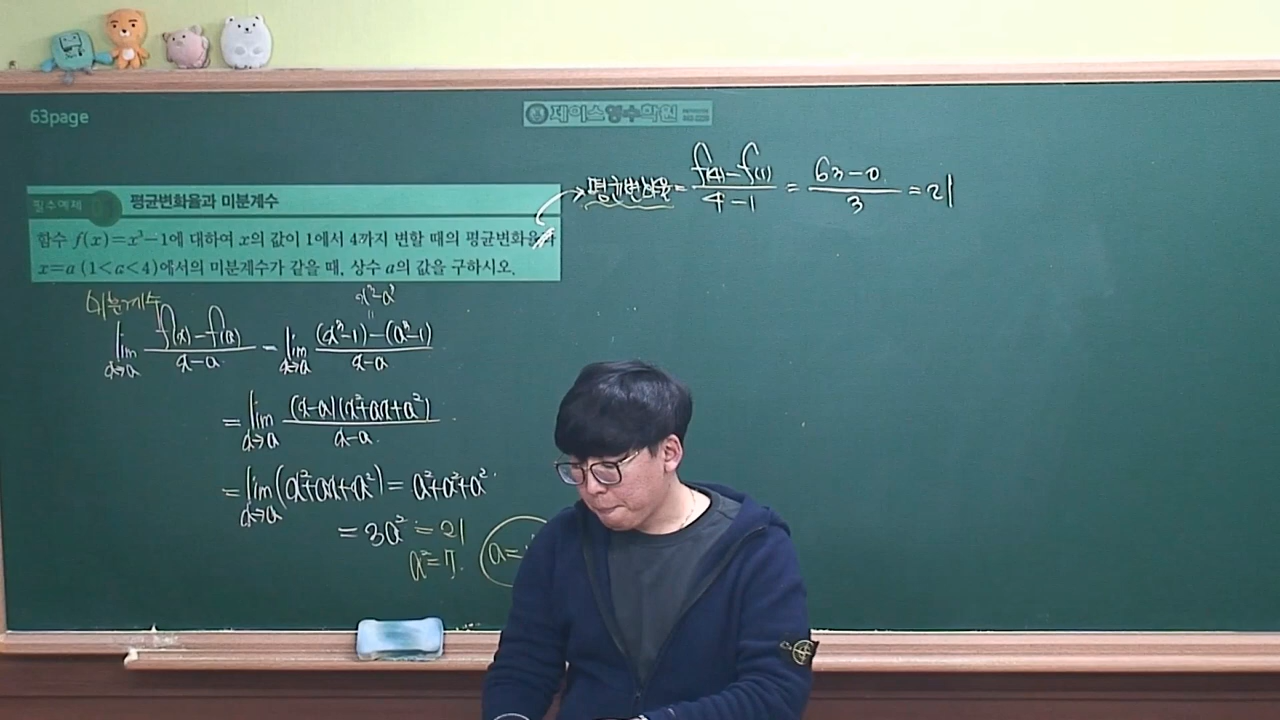 63page
제이스영수학원
필수예제
평균변화율과 미분계수
함수 f(x)=x³−1에 대하여 x의 값이 1에서 4까지 변할 때의 평균변화율과
x=a (1<a<4)에서의 미분계수가 같을 때, 상수 a의 값을 구하시오.
평균변화율 = (f(4)−f(1))/(4−1) = (63−0)/3 = 21
미분계수
x³−a³
lim x→a (f(x)−f(a))/(x−a) = lim x→a ((x³−1)−(a³−1))/(x−a)
= lim x→a ((x−a)(x²+ax+a²))/(x−a)
= lim x→a (x²+ax+a²) = a²+a²+a²
= 3a² = 21
a²=7.
a=